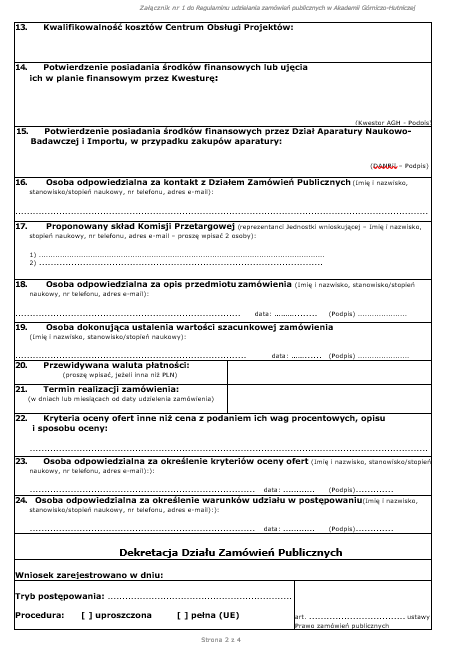 Załącznik nr 1 do Regulaminu udzielania zamówień publicznych w Akademii Górniczo-Hutniczej
13. Kwalifikowalność kosztów Centrum Obsługi Projektów:
14. Potwierdzenie posiadania środków finansowych lub ujęcia
ich w planie finansowym przez Kwesturę:
(Kwestor AGH – Podpis)
15. Potwierdzenie posiadania środków finansowych przez Dział Aparatury Naukowo-
Badawczej i Importu, w przypadku zakupów aparatury:
(DANBiI – Podpis)
16. Osoba odpowiedzialna za kontakt z Działem Zamówień Publicznych (Imię i nazwisko,
stanowisko/stopień naukowy, nr telefonu, adres e-mail):
................................................................................
17. Proponowany skład Komisji Przetargowej (reprezentanci Jednostki wnioskującej – Imię i nazwisko,
stopień naukowy, nr telefonu, adres e-mail – proszę wpisać 2 osoby):
1) ................................................................................
2) ................................................................................
18. Osoba odpowiedzialna za opis przedmiotu zamówienia (Imię i nazwisko, stanowisko/stopień
naukowy, nr telefonu, adres e-mail):
............................................................ data: ............... (Podpis) ...................
19. Osoba dokonująca ustalenia wartości szacunkowej zamówienia
(Imię i nazwisko, stanowisko/stopień naukowy, nr telefonu, adres e-mail):
............................................................ data: ............ (Podpis) ...................
20. Przewidywana waluta płatności:
(proszę wpisać, jeżeli inna niż PLN)
21. Termin realizacji zamówienia:
(w dniach lub miesiącach od daty udzielenia zamówienia)
22. Kryteria oceny ofert inne niż cena z podaniem ich wag procentowych, opisu
i sposobu oceny:
................................................................................
23. Osoba odpowiedzialna za określenie kryteriów oceny ofert (Imię i nazwisko, stanowisko/stopień
naukowy, nr telefonu, adres e-mail):):
............................................................ data: ............ (Podpis)...............
24. Osoba odpowiedzialna za określenie warunków udziału w postępowaniu(Imię i nazwisko,
stanowisko/stopień naukowy, nr telefonu, adres e-mail):):
............................................................ data: ............ (Podpis)...............
Dekretacja Działu Zamówień Publicznych
Wniosek zarejestrowano w dniu:
Tryb postępowania: ...................................................
Procedura: [ ] uproszczona [ ] pełna (UE)
art. ................................ ustawy
Prawo zamówień publicznych
Strona 2 z 4